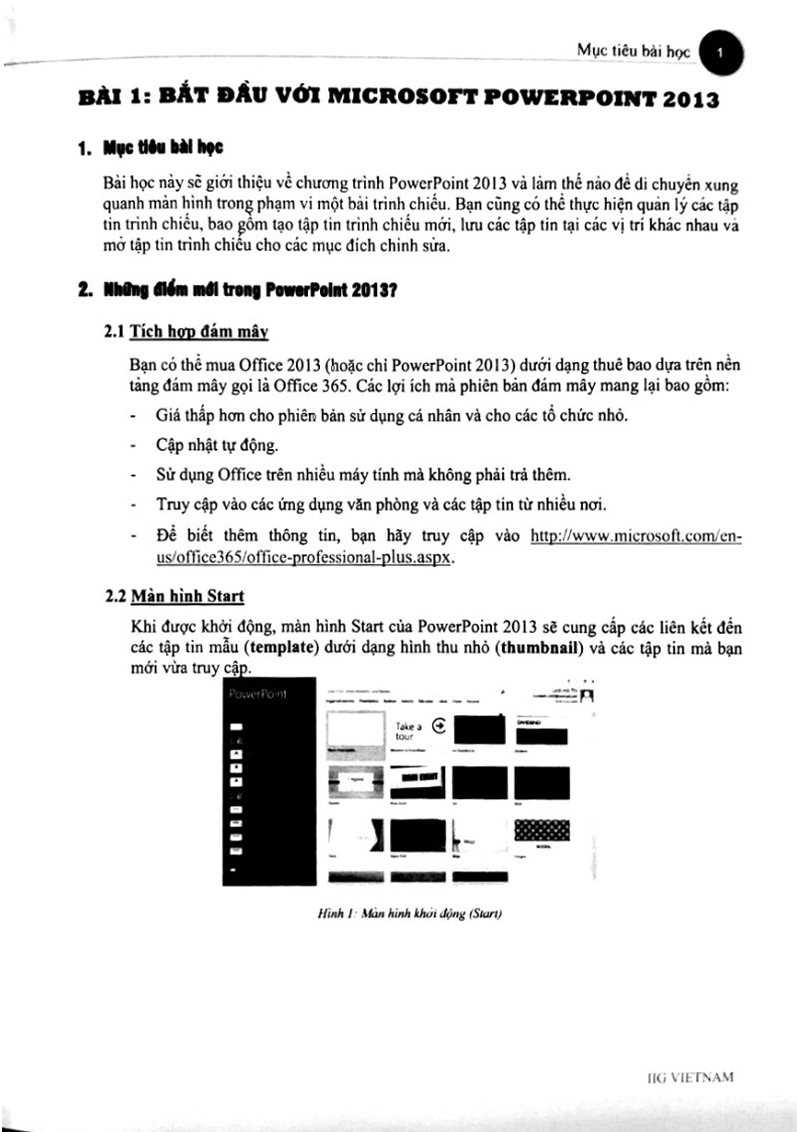 Mục tiêu bài học 1
BÀI 1: BẮT ĐẦU VỚI MICROSOFT POWERPOINT 2013
1. Mục tiêu bài học
Bài học này sẽ giới thiệu về chương trình PowerPoint 2013 và làm thế nào để di chuyển xung
quanh màn hình trong phạm vi một bài trình chiếu. Bạn cũng có thể thực hiện quản lý các tập
tin trình chiếu, bao gồm tạo tập tin trình chiếu mới, lưu các tập tin tại các vị trí khác nhau và
mở tập tin trình chiếu cho các mục đích chỉnh sửa.
2. Những điểm mới trong PowerPoint 2013?
2.1 Tích hợp đám mây
Bạn có thể mua Office 2013 (hoặc chỉ PowerPoint 2013) dưới dạng thuê bao dựa trên nền
tảng đám mây gọi là Office 365. Các lợi ích mà phiên bản đám mây mang lại bao gồm:
- Giá thấp hơn cho phiên bản sử dụng cá nhân và cho các tổ chức nhỏ.
- Cập nhật tự động.
- Sử dụng Office trên nhiều máy tính mà không phải trả thêm.
- Truy cập vào các ứng dụng văn phòng và các tập tin từ nhiều nơi.
- Để biết thêm thông tin, bạn hãy truy cập vào http://www.microsoft.com/en-
us/office365/office-professional-plus.aspx.
2.2 Màn hình Start
Khi được khởi động, màn hình Start của PowerPoint 2013 sẽ cung cấp các liên kết đến
các tập tin mẫu (template) dưới dạng hình thu nhỏ (thumbnail) và các tập tin mà bạn
mới vừa truy cập.
PowerPoint
Take a
tour
Hình 1: Màn hình khởi động (Start)
IIG VIETNAM